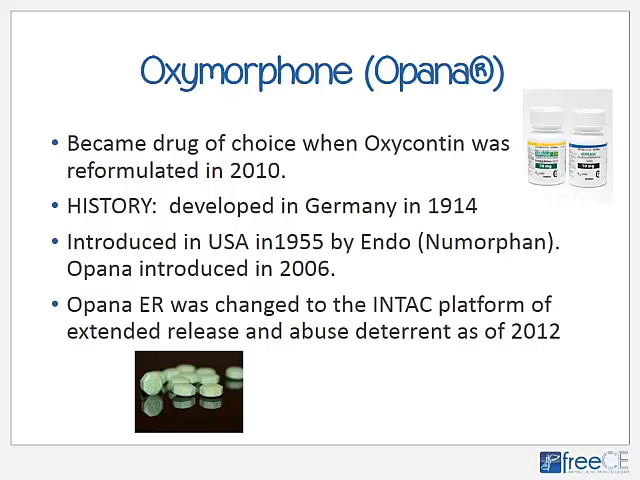 Oxymorphone (Opana®)
• Became drug of choice when Oxycontin was
reformulated in 2010.
• HISTORY:  developed in Germany in 1914
• Introduced in USA in1955 by Endo (Numorphan).
Opana introduced in 2006.
• Opana ER was changed to the INTAC platform of
extended release and abuse deterrent as of 2012
OPANA
freeCE